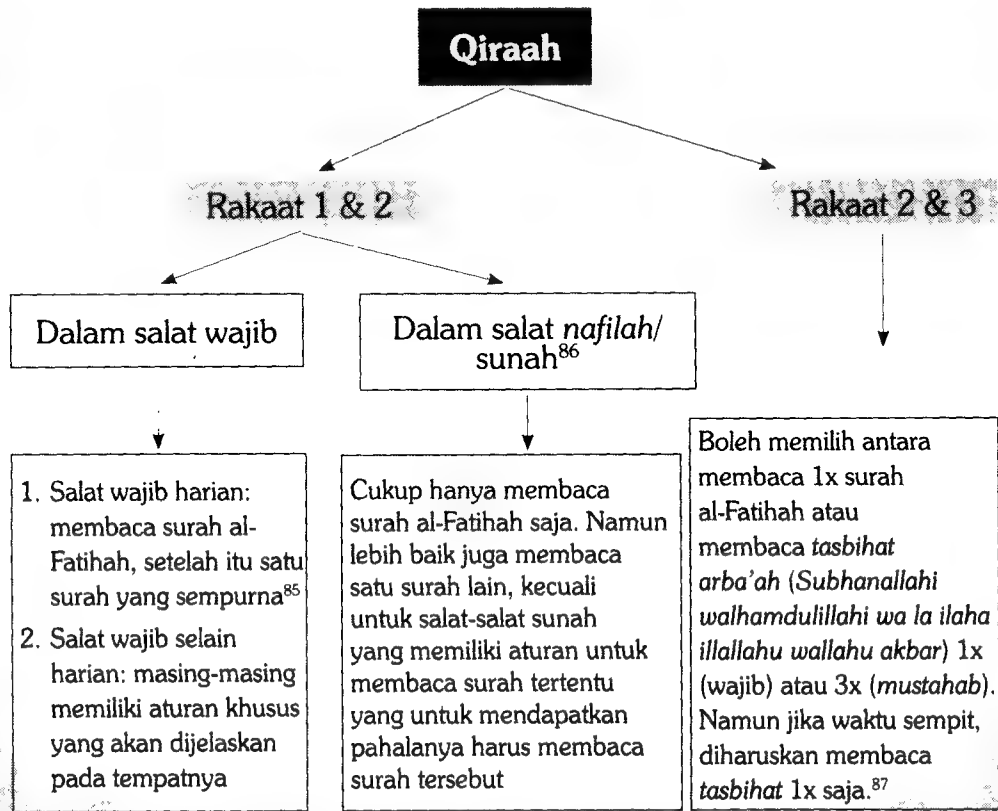 Qiraah
Rakaat 1 & 2
Rakaat 2 & 3
Dalam salat wajib
Dalam salat nafilah/
sunah86
1. Salat wajib harian:
membaca surah al-
Fatihah, setelah itu satu
surah yang sempurna85
2. Salat wajib selain
harian: masing-masing
memiliki aturan khusus
yang akan dijelaskan
pada tempatnya
Cukup hanya membaca
surah al-Fatihah saja. Namun
lebih baik juga membaca
satu surah lain, kecuali
untuk salat-salat sunah
yang memiliki aturan untuk
membaca surah tertentu
yang untuk mendapatkan
pahalanya harus membaca
surah tersebut
Boleh memilih antara
membaca 1x surah
al-Fatihah atau
membaca tasbihat
arba'ah (Subhanallahi
walhamdulillahi wa la ilaha
illallahu wallahu akbar) 1x
(wajib) atau 3x (mustahab).
Namun jika waktu sempit,
diharuskan membaca
tasbihat 1x saja.87